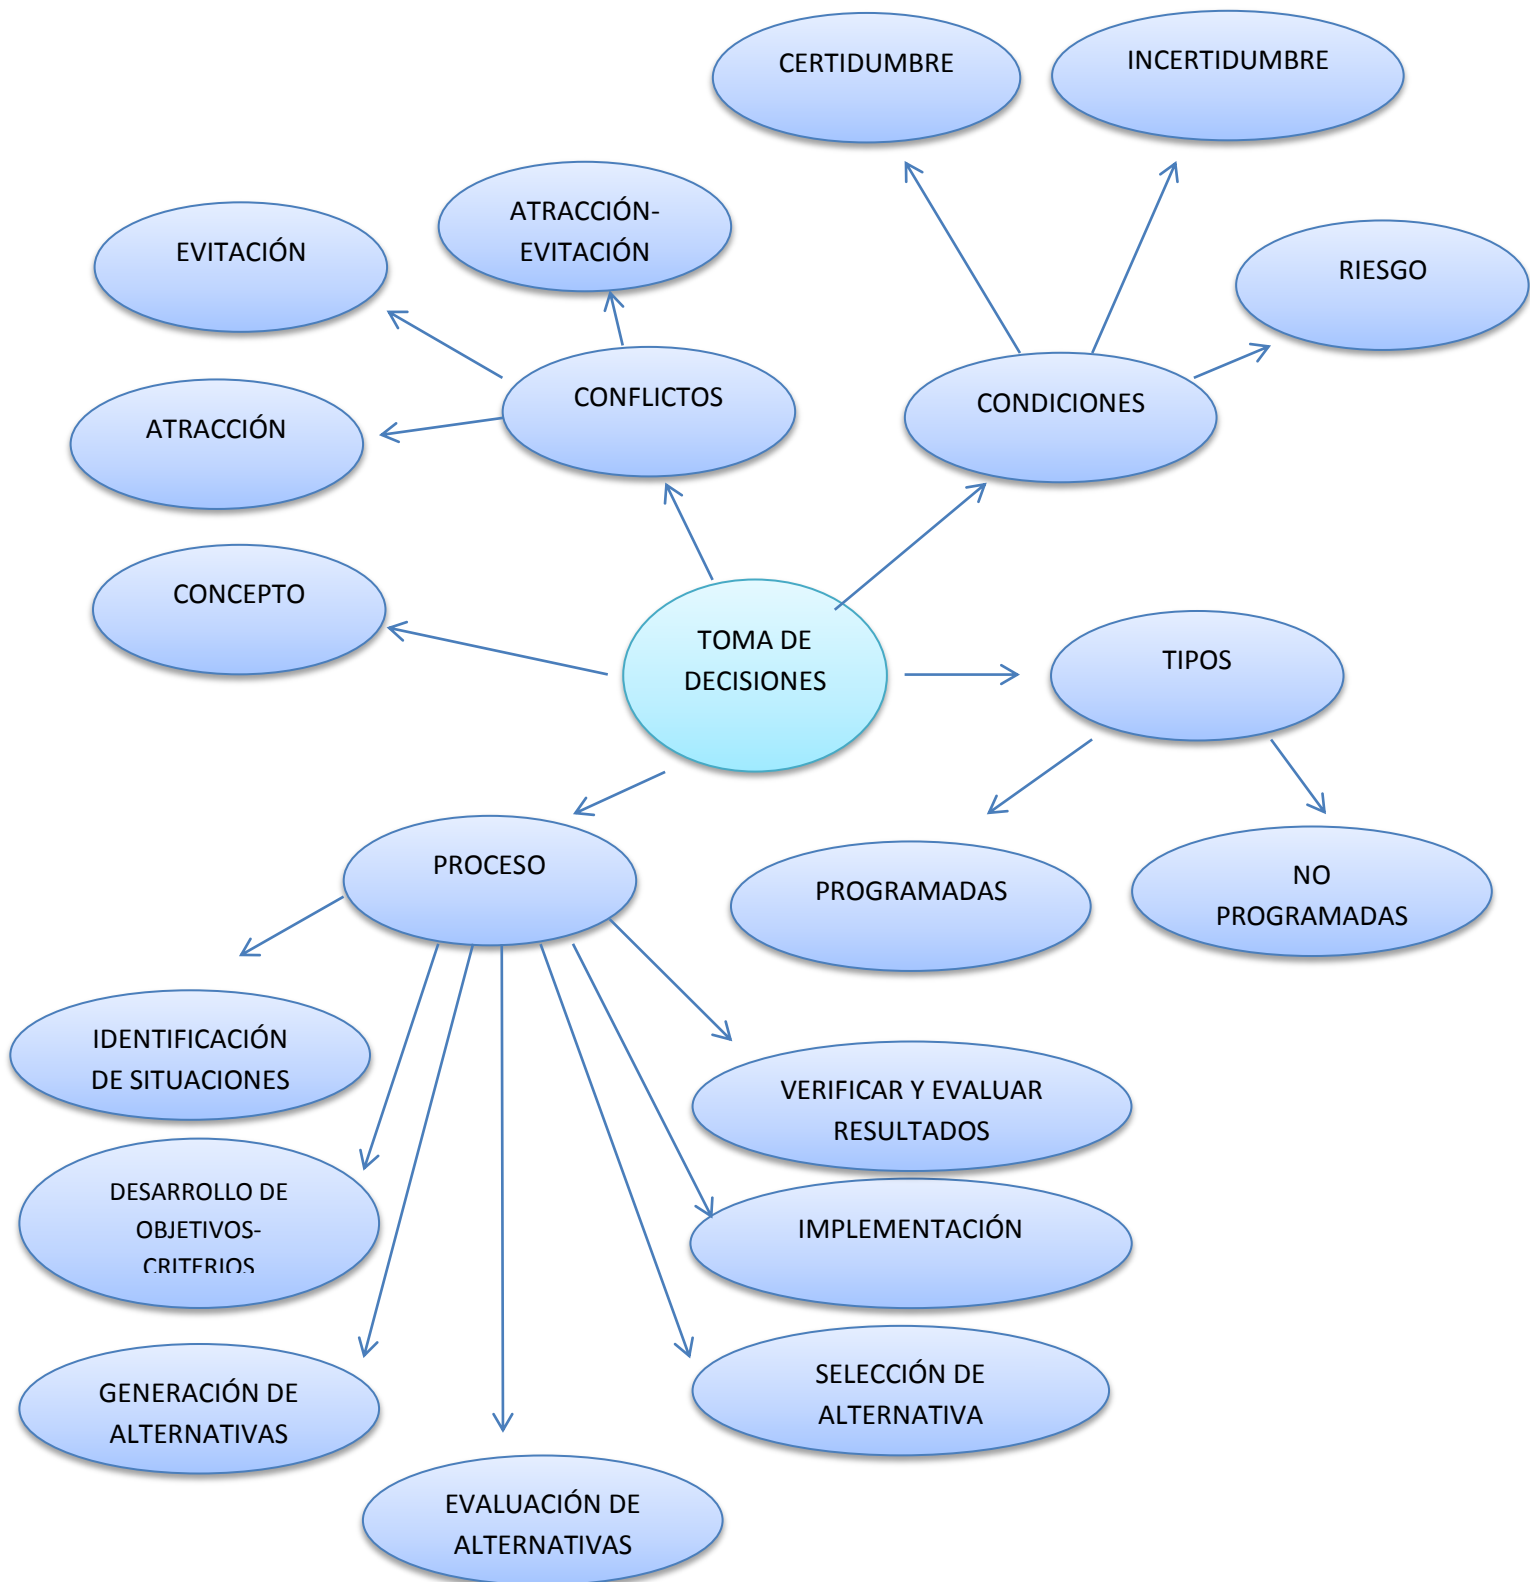 CERTIDUMBRE
INCERTIDUMBRE
ATRACCIÓN-
EVITACIÓN
EVITACIÓN
RIESGO
CONFLICTOS
CONDICIONES
ATRACCIÓN
CONCEPTO
TOMA DE
DECISIONES
TIPOS
PROCESO
PROGRAMADAS
NO
PROGRAMADAS
IDENTIFICACIÓN
DE SITUACIONES
VERIFICAR Y EVALUAR
RESULTADOS
DESARROLLO DE
OBJETIVOS-
CRITERIOS
IMPLEMENTACIÓN
GENERACIÓN DE
ALTERNATIVAS
SELECCIÓN DE
ALTERNATIVA
EVALUACIÓN DE
ALTERNATIVAS